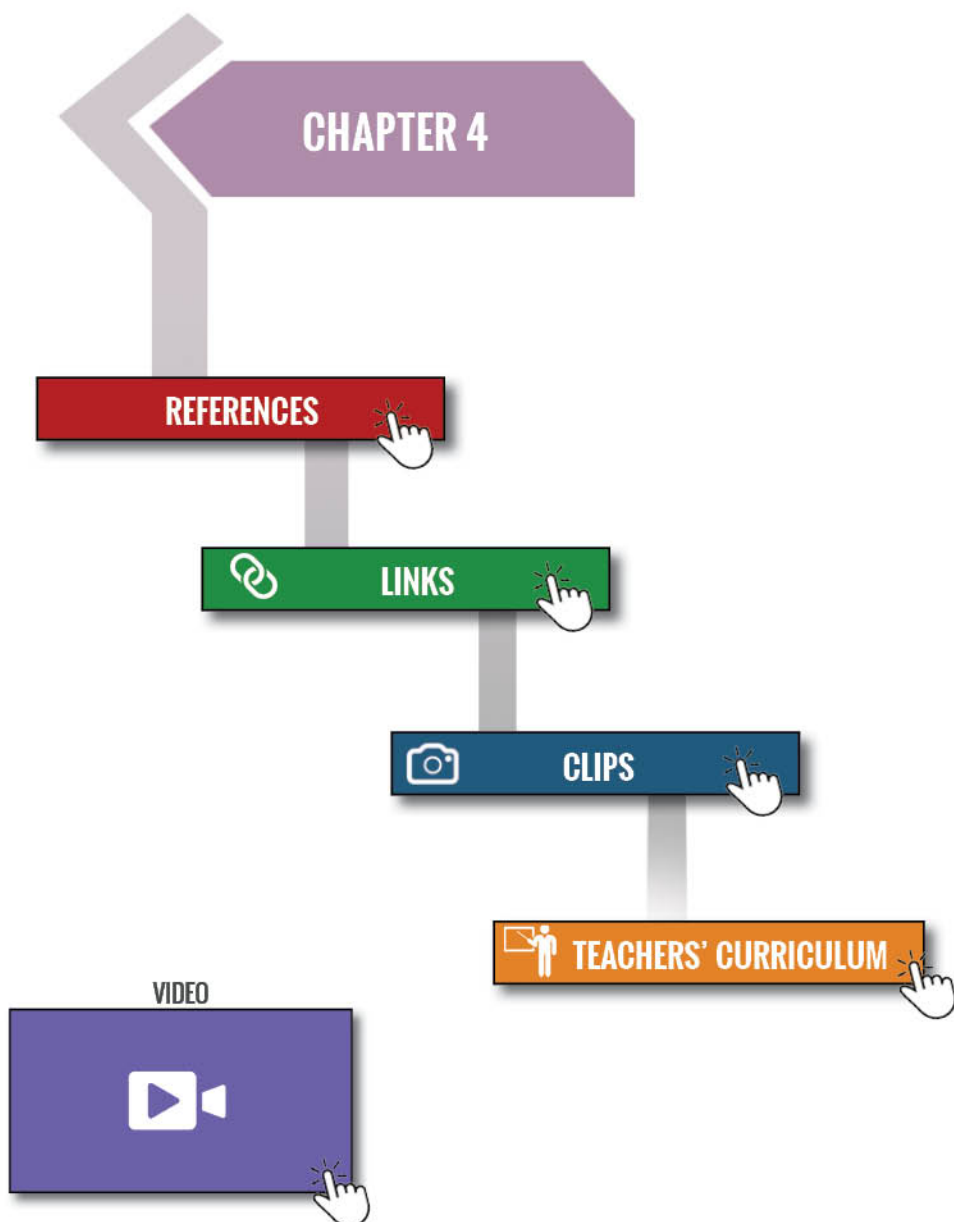 CHAPTER 4
REFERENCES
LINKS
CLIPS
TEACHERS' CURRICULUM
VIDEO